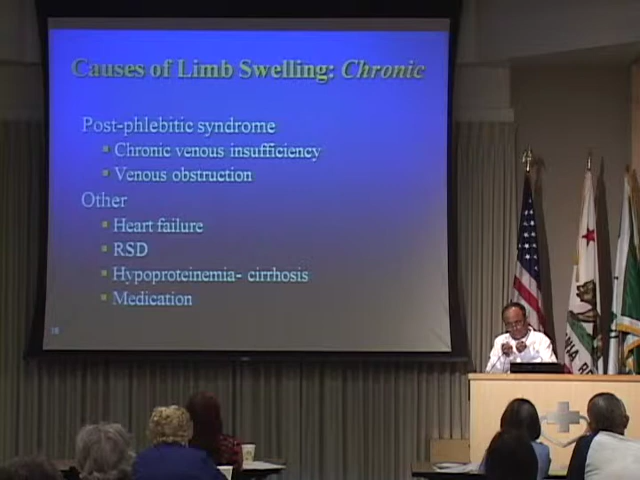 Causes of Limb Swelling: Chronic
Post-phlebitic syndrome
Chronic venous insufficiency
Venous obstruction
Other
Heart failure
RSD
Hypoproteinemia- cirrhosis
Medication